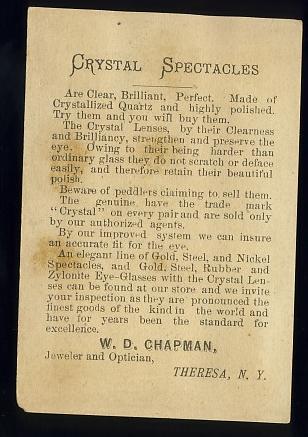 CRYSTAL SPECTACLES
Are Clear, Brilliant, Perfect. Made of
Crystallized Quartz and highly polished.
Try them and you will buy them.
The Crystal Lenses, by their Clearness
and Brilliancy, strengthen and preserve the
eye. Owing to their being harder than
ordinary glass they do not scratch or deface
easily, and therefore retain their beautiful
polish.
Beware of peddlers claiming to sell them.
The genuine have the trade mark
"Crystal" on every pair and are sold only
by our authorized agents.
By our improved system we can insure
an accurate fit for the eye.
An elegant line of Gold, Steel, and Nickel
Spectacles, and Gold, Steel, Rubber and
Zylonite Eye-Glasses with the Crystal Len-
ses can be found at our store and we invite
your inspection as they are pronounced the
finest goods of the kind in the world and
have for years been the standard for
excellence.
W. D. CHAPMAN,
Jeweler and Optician,
THERESA, N. Y.